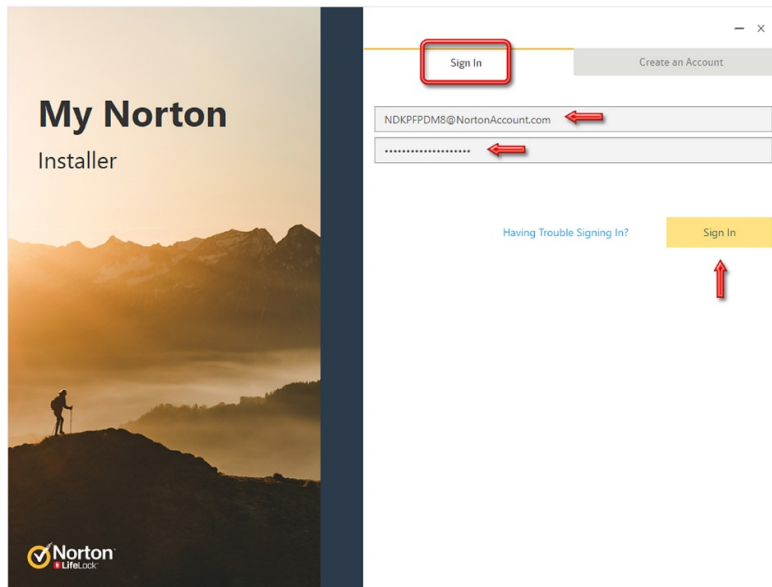 My Norton
Installer
Norton
LifeLock
Sign In
Create an Account
NDKPFPDM8@NortonAccount.com
Having Trouble Signing In?
Sign In